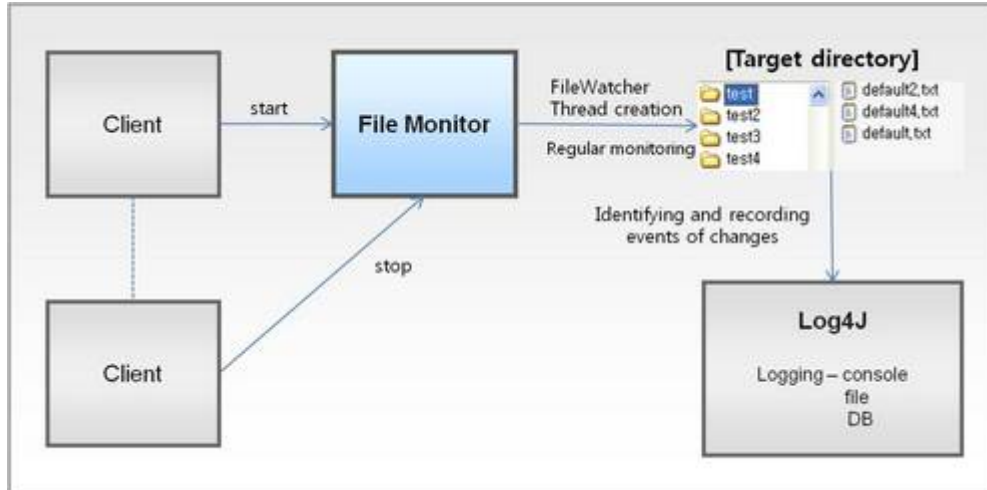 [Target directory]
FileWatcher
Thread creation
Regular monitoring
test
test2
test3
test4
default2.txt
default4.txt
default.txt
Client
start
File Monitor
Identifying and recording
events of changes
stop
Client
Log4J
Logging – console
file
DB